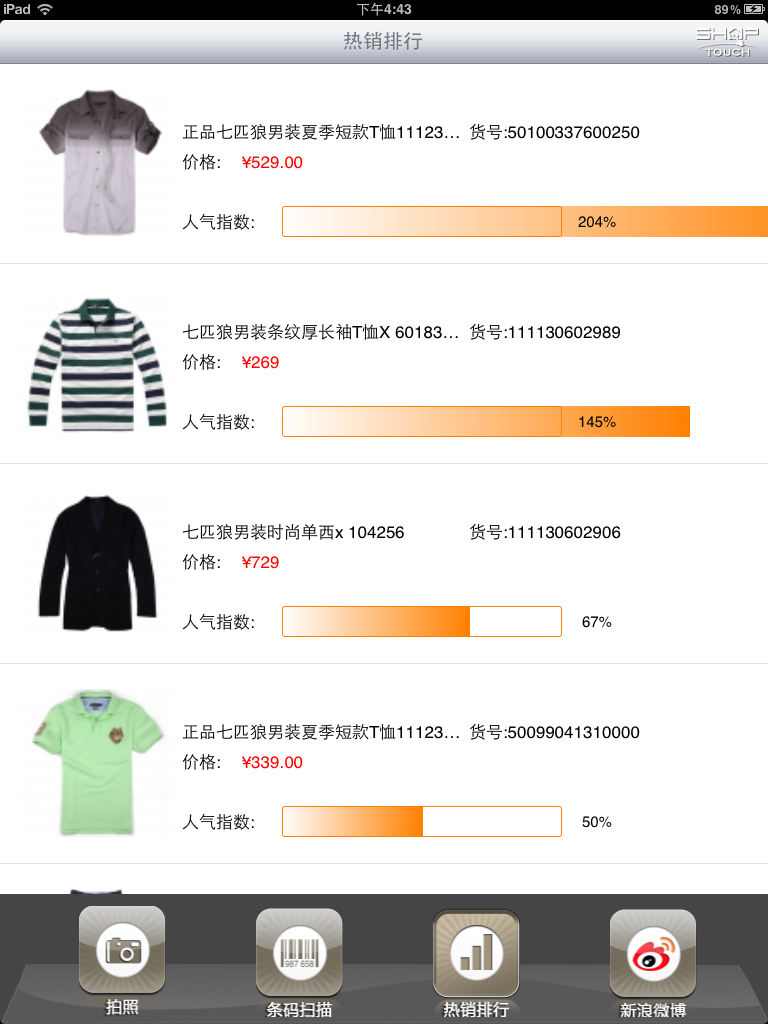 iPad 下午4:43 89%
热销排行
SHOP TOUCH
正品七匹狼男装夏季短款T恤11123... 货号:50100337600250
价格: ¥529.00
人气指数: 204%
七匹狼男装条纹厚长袖T恤X 60183... 货号:111130602989
价格: ¥269
人气指数: 145%
七匹狼男装时尚单西x 104256 货号:111130602906
价格: ¥729
人气指数: 67%
正品七匹狼男装夏季短款T恤11123... 货号:50099041310000
价格: ¥339.00
人气指数: 50%
987 658
拍照 条码扫描 热销排行 新浪微博